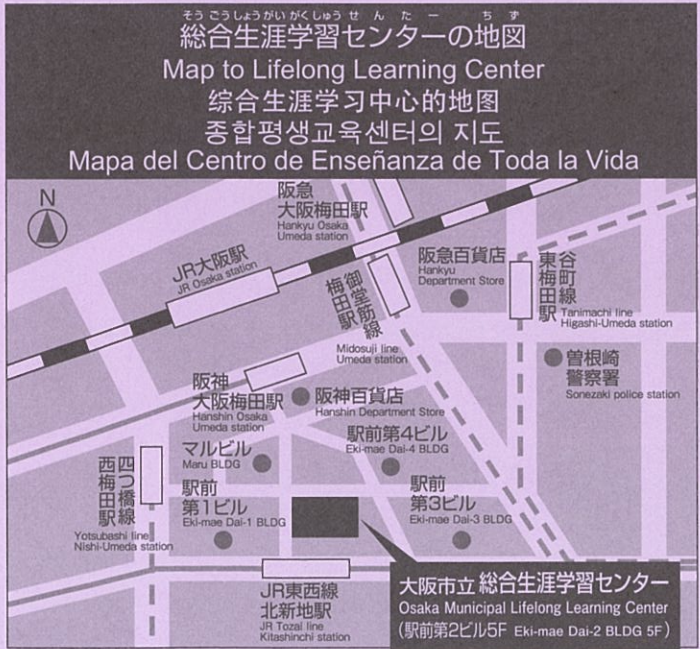 そうごうしょうがいがくしゅうせんたー ちず
総合生涯学習センターの地図
Map to Lifelong Learning Center
综合生涯学习中心的地图
종합평생교육센터의 지도
Mapa del Centro de Enseñanza de Toda la Vida
N
阪急
大阪梅田駅
Hankyu Osaka
Umeda station
JR大阪駅
JR Osaka station
御堂筋線
梅田駅
Midosuji line
Umeda station
阪急百貨店
Hankyu
Department Store
谷町線
東梅田駅
Tanimachi line
Higashi-Umeda station
曽根崎
警察署
Sonezaki police station
阪神
大阪梅田駅
Hanshin Osaka
Umeda station
阪神百貨店
Hanshin Department Store
マルビル
Maru BLDG
駅前第4ビル
Eki-mae Dai-4 BLDG
四つ橋線
西梅田駅
Yotsubashi line
Nishi-Umeda station
駅前
第1ビル
Eki-mae Dai-1 BLDG
駅前
第3ビル
Eki-mae Dai-3 BLDG
JR東西線
北新地駅
JR Tozai line
Kitashinchi station
大阪市立 総合生涯学習センター
Osaka Municipal Lifelong Learning Center
(駅前第2ビル5F Eki-mae Dai-2 BLDG 5F)